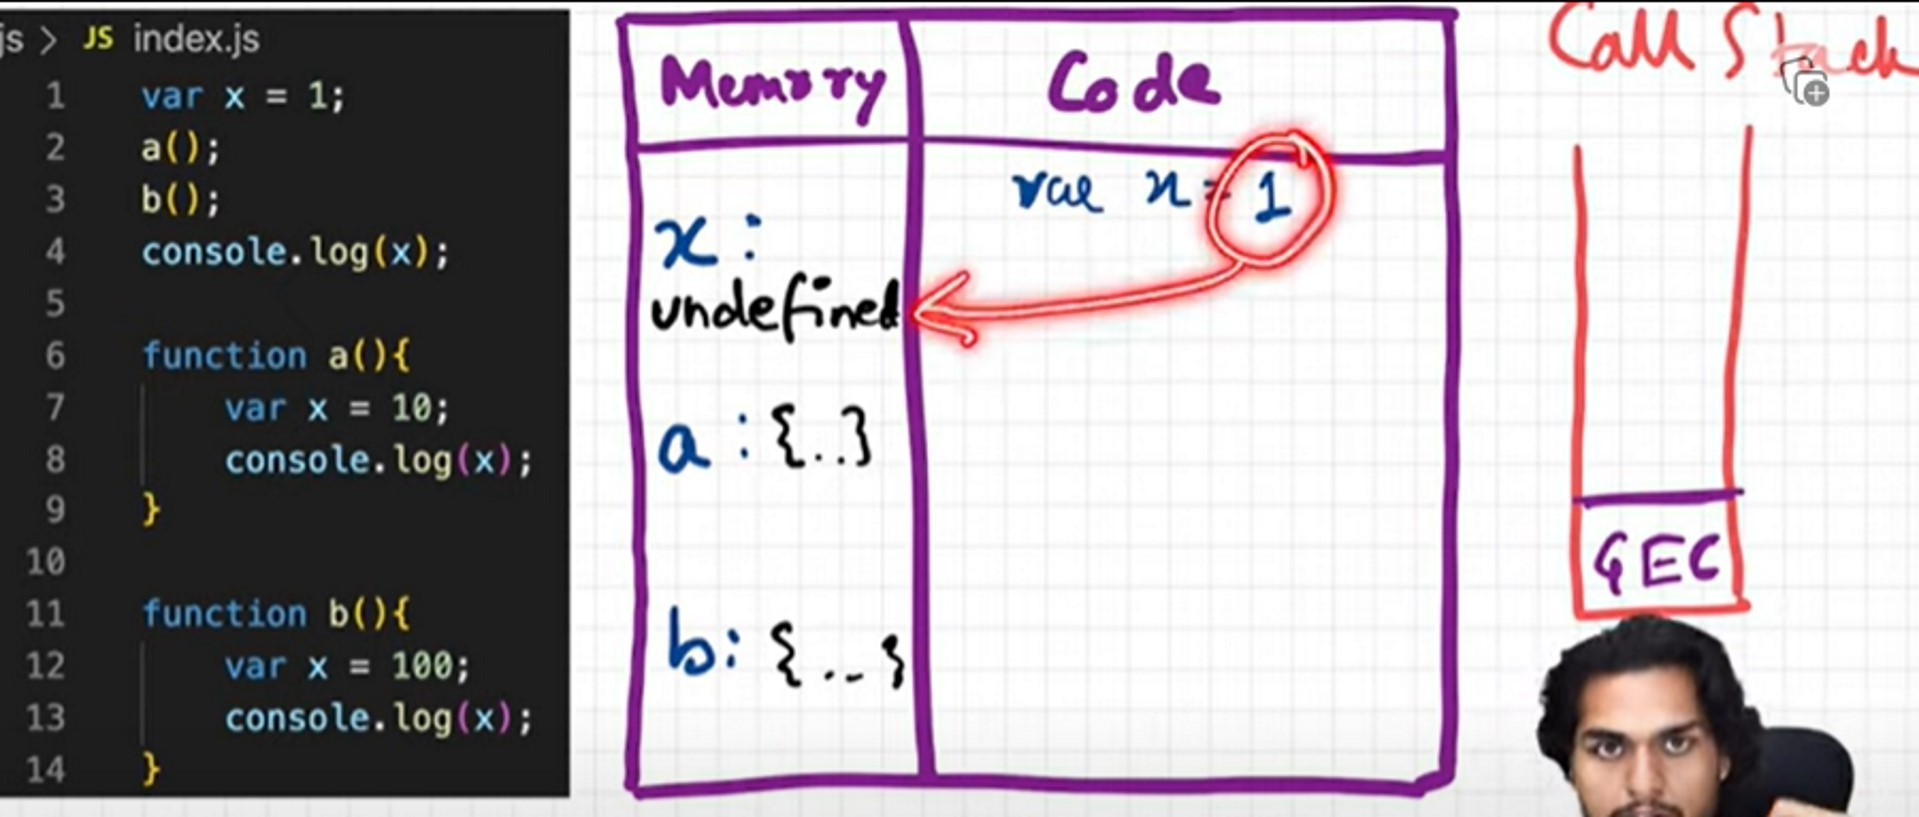 js > JS index.js
1 var x = 1;
2 a();
3 b();
4 console.log(x);
5
6 function a(){
7 var x = 10;
8 console.log(x);
9 }
10
11 function b(){
12 var x = 100;
13 console.log(x);
14 }
Memory Code
var x = 1
x:
undefined
a : {..}
b: {..}
Call Stack
GEC